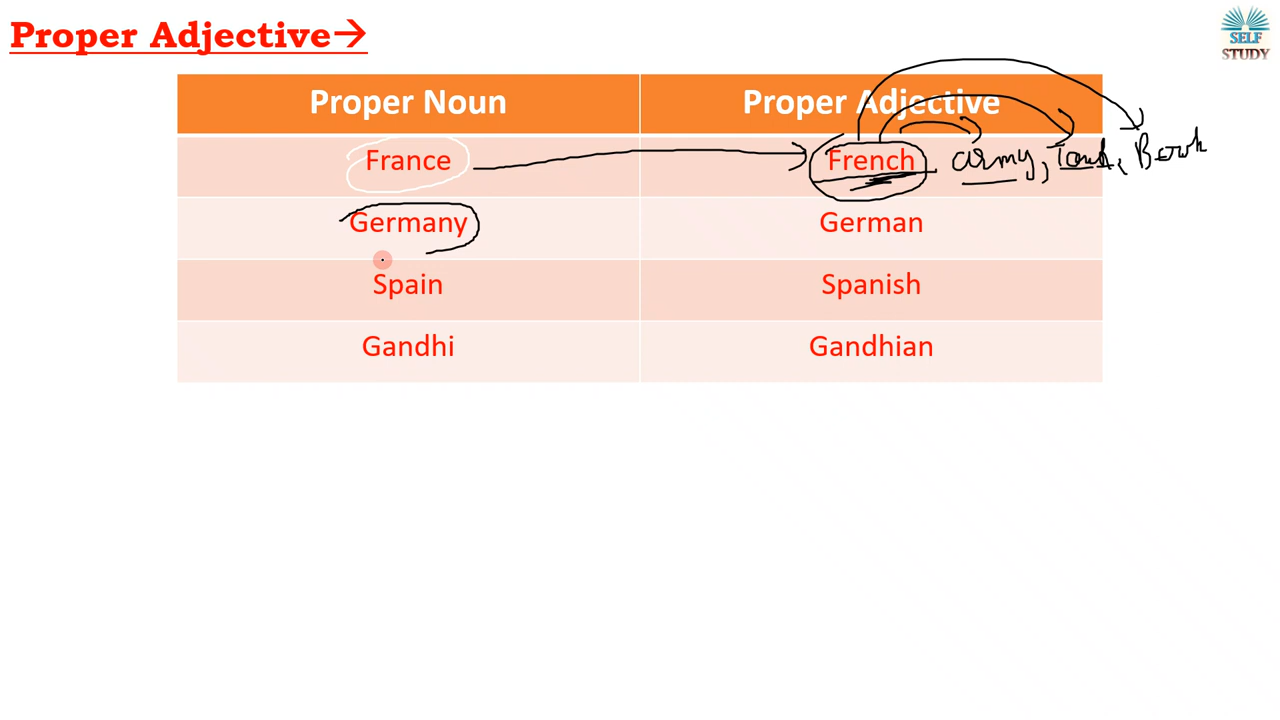 Proper Adjective→
SELF
STUDY
Proper Noun Proper Adjective
France French army, Tank, Book
Germany German
Spain Spanish
Gandhi Gandhian